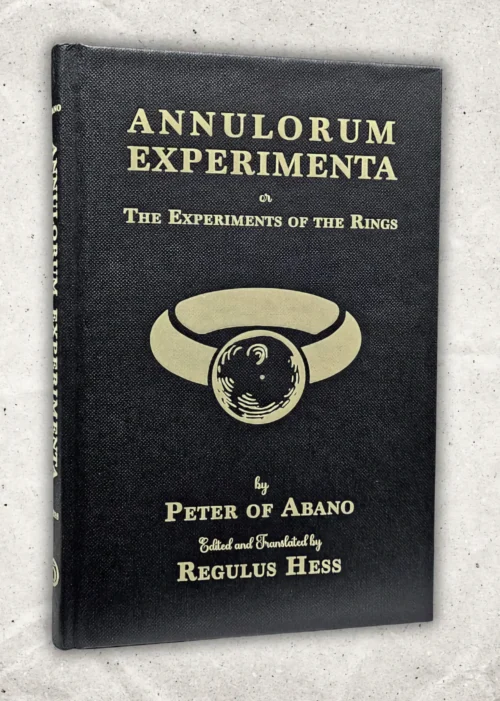 ANNULORUM
EXPERIMENTA
or
THE EXPERIMENTS OF THE RINGS
by
PETER OF ABANO
Edited and Translated by
REGULUS HESS
ANNULORUM EXPERIMENTA